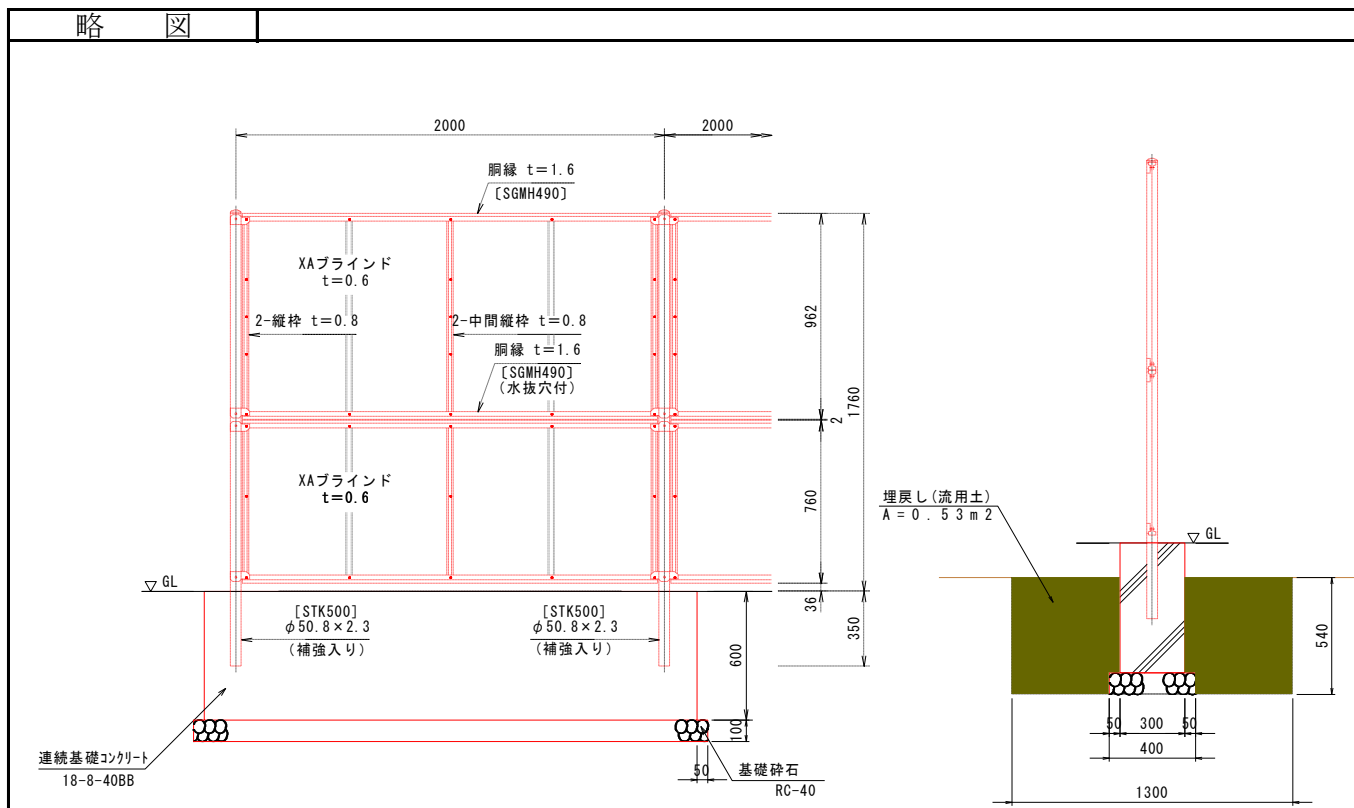 略 図
2000
2000
胴縁 t=1.6
[SGMH490]
XAブラインド
t=0.6
2-縦枠 t=0.8
2-中間縦枠 t=0.8
胴縁 t=1.6
[SGMH490]
(水抜穴付)
962
1760
2
XAブラインド
t=0.6
760
埋戻し(流用土)
A=0.53m2
GL
GL
36
[STK500]
φ50.8×2.3
(補強入り)
[STK500]
φ50.8×2.3
(補強入り)
350
600
540
100
50
連続基礎コンクリート
18-8-40BB
基礎砕石
RC-40
50
300
50
400
1300